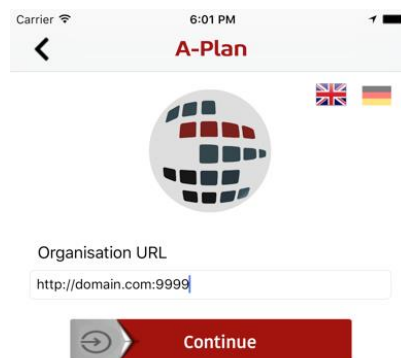 Carrier 6:01 PM
A-Plan
Organisation URL
http://domain.com:9999
Continue